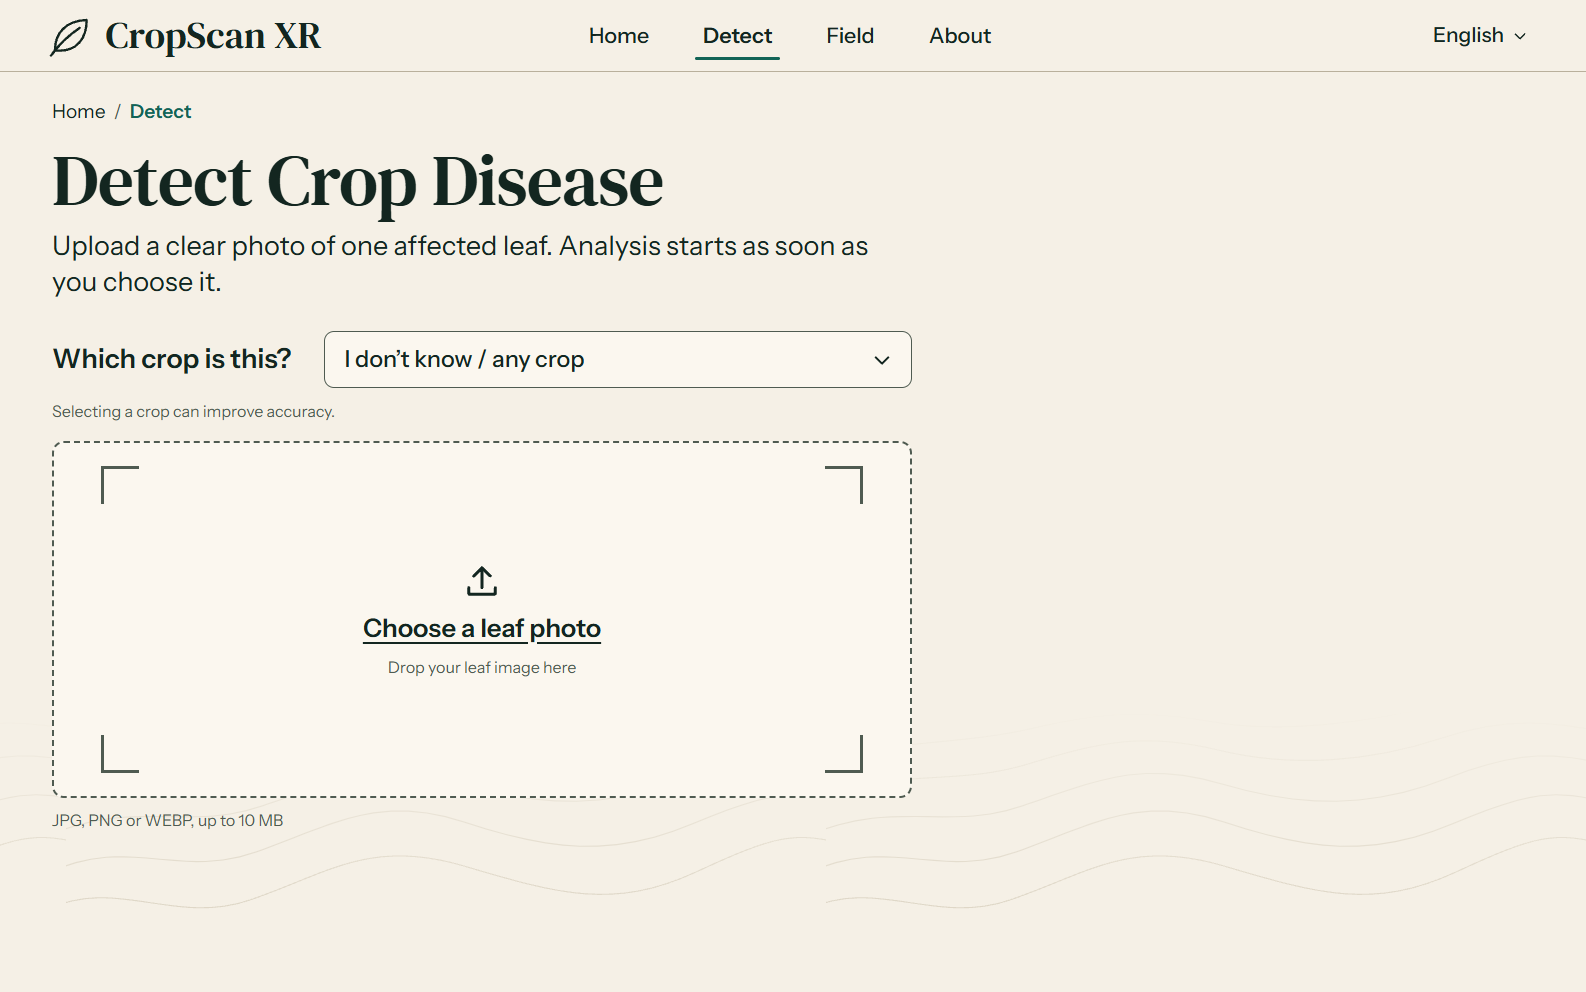 CropScan XR
Home
Detect
Field
About
English
Home / Detect
Detect Crop Disease
Upload a clear photo of one affected leaf. Analysis starts as soon as
you choose it.
Which crop is this?
I don’t know / any crop
Selecting a crop can improve accuracy.
Choose a leaf photo
Drop your leaf image here
JPG, PNG or WEBP, up to 10 MB